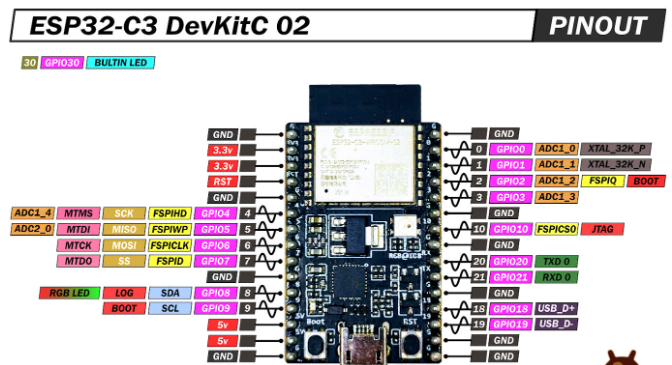 ESP32-C3 DevKitC 02
PINOUT
30 GPIO30 BULTIN LED
GND
3.3v
3.3v
RST
GND
ADC1_4 MTMS SCK FSPIHD GPIO4 4
ADC2_0 MTDI MISO FSPIWP GPIO5 5
MTCK MOSI FSPICLK GPIO6 6
MTDO SS FSPID GPIO7 7
GND
RGB LED LOG SDA GPIO8 8
BOOT SCL GPIO9 9
5v
5v
GND
GND
0 GPIO0 ADC1_0 XTAL_32K_P
1 GPIO1 ADC1_1 XTAL_32K_N
2 GPIO2 ADC1_2 FSPIQ BOOT
3 GPIO3 ADC1_3
GND
10 GPIO10 FSPICS0 JTAG
GND
20 GPIO20 TXD 0
21 GPIO21 RXD 0
GND
18 GPIO18 USB_D+
19 GPIO19 USB_D-
GND
GND
RGB@IO8
Boot
RST